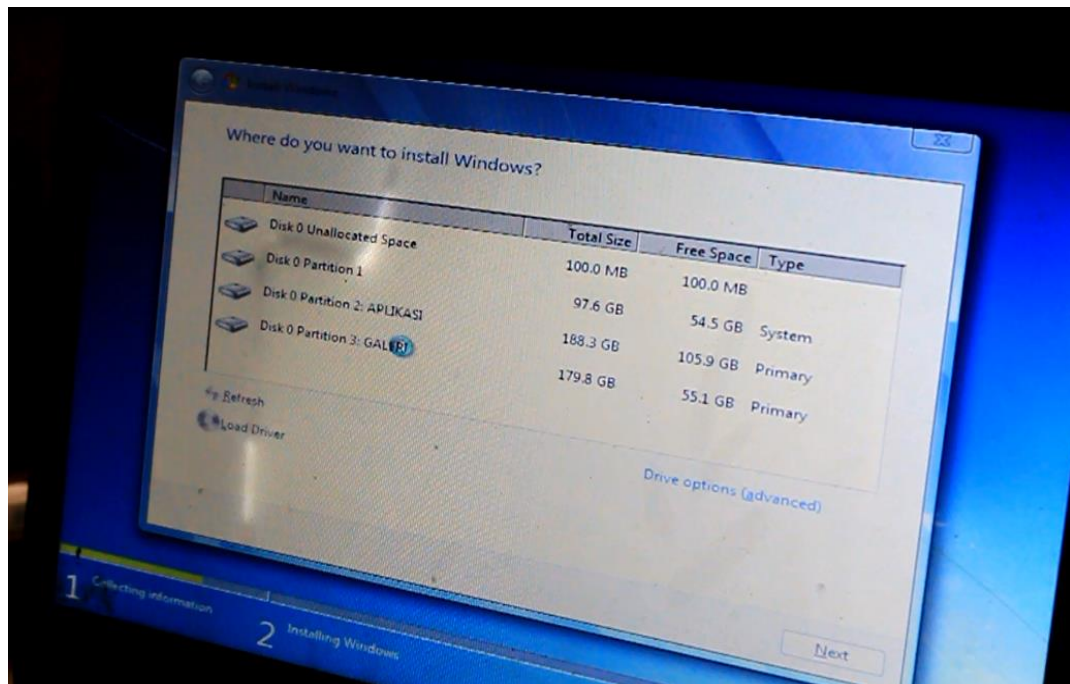 Install Windows
Where do you want to install Windows?
Name Total Size Free Space Type
Disk 0 Unallocated Space 100.0 MB 100.0 MB
Disk 0 Partition 1 97.6 GB 54.5 GB System
Disk 0 Partition 2: APLIKASI 188.3 GB 105.9 GB Primary
Disk 0 Partition 3: GALERI 179.8 GB 55.1 GB Primary
Refresh
Load Driver
Drive options (advanced)
Next
1 Collecting information
2 Installing Windows